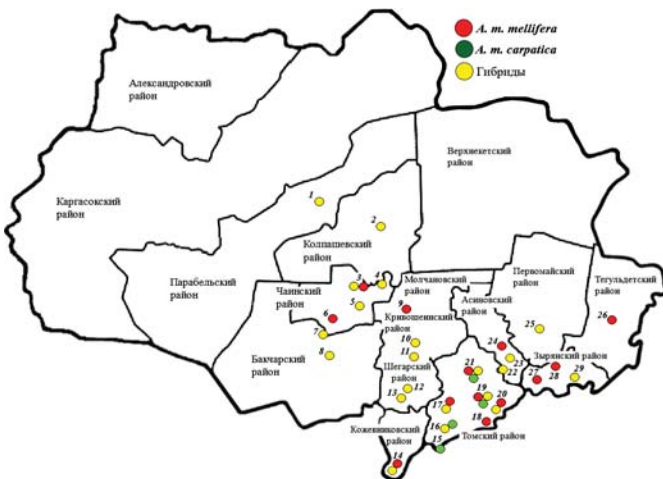 A. m. mellifera
A. m. carpatica
Гибриды
Александровский
район
Верхнекетский
район
Каргасокский
район
1
2
Колпашевский
район
Парабельский
район
3
4
Чаинский
район
5
6
7
8
Бакчарский
район
Молчановский
район
9
Кривошеинский
район
10
11
Шегарский
район
12
13
Первомайский
район
25
Тегульдетский
район
26
Асиновский
район
24
23
22
Зырянский район
27
28
29
21
19
20
17
18
16
15
Томский район
Кожевниковский
район
14